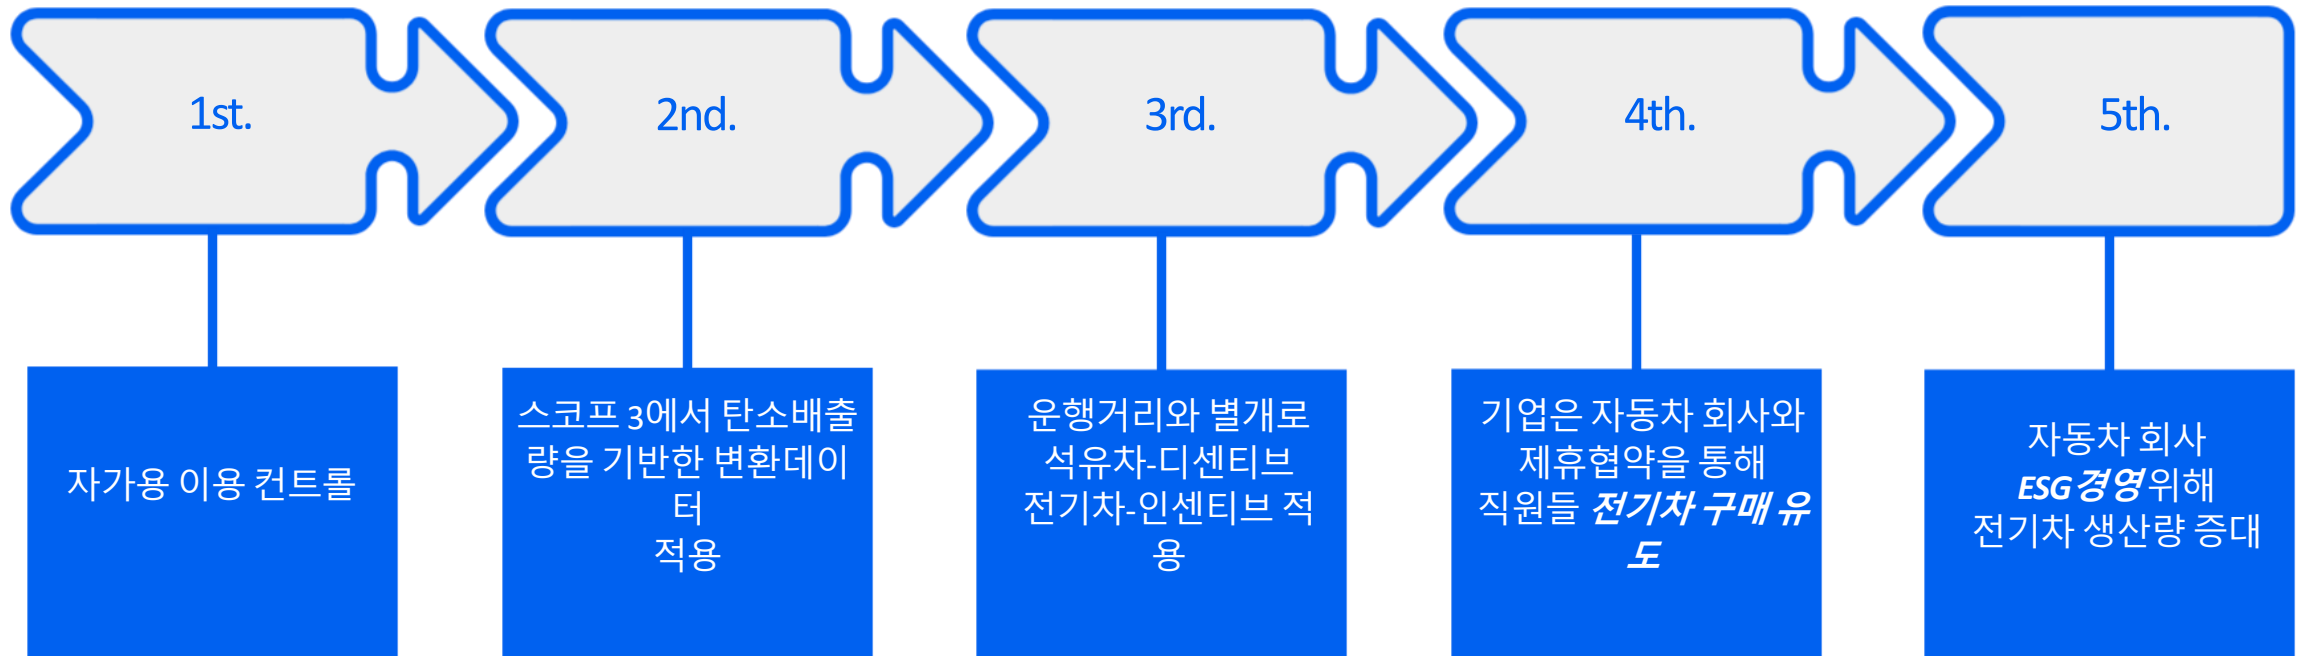 1st.
2nd.
3rd.
4th.
5th.
자가용 이용 컨트롤
스코프 3에서 탄소배출
량을 기반한 변환데이
터
적용
운행거리와 별개로
석유차-디센티브
전기차-인센티브 적
용
기업은 자동차 회사와
제휴협약을 통해
직원들 전기차 구매 유
도
자동차 회사
ESG경영 위해
전기차 생산량 증대